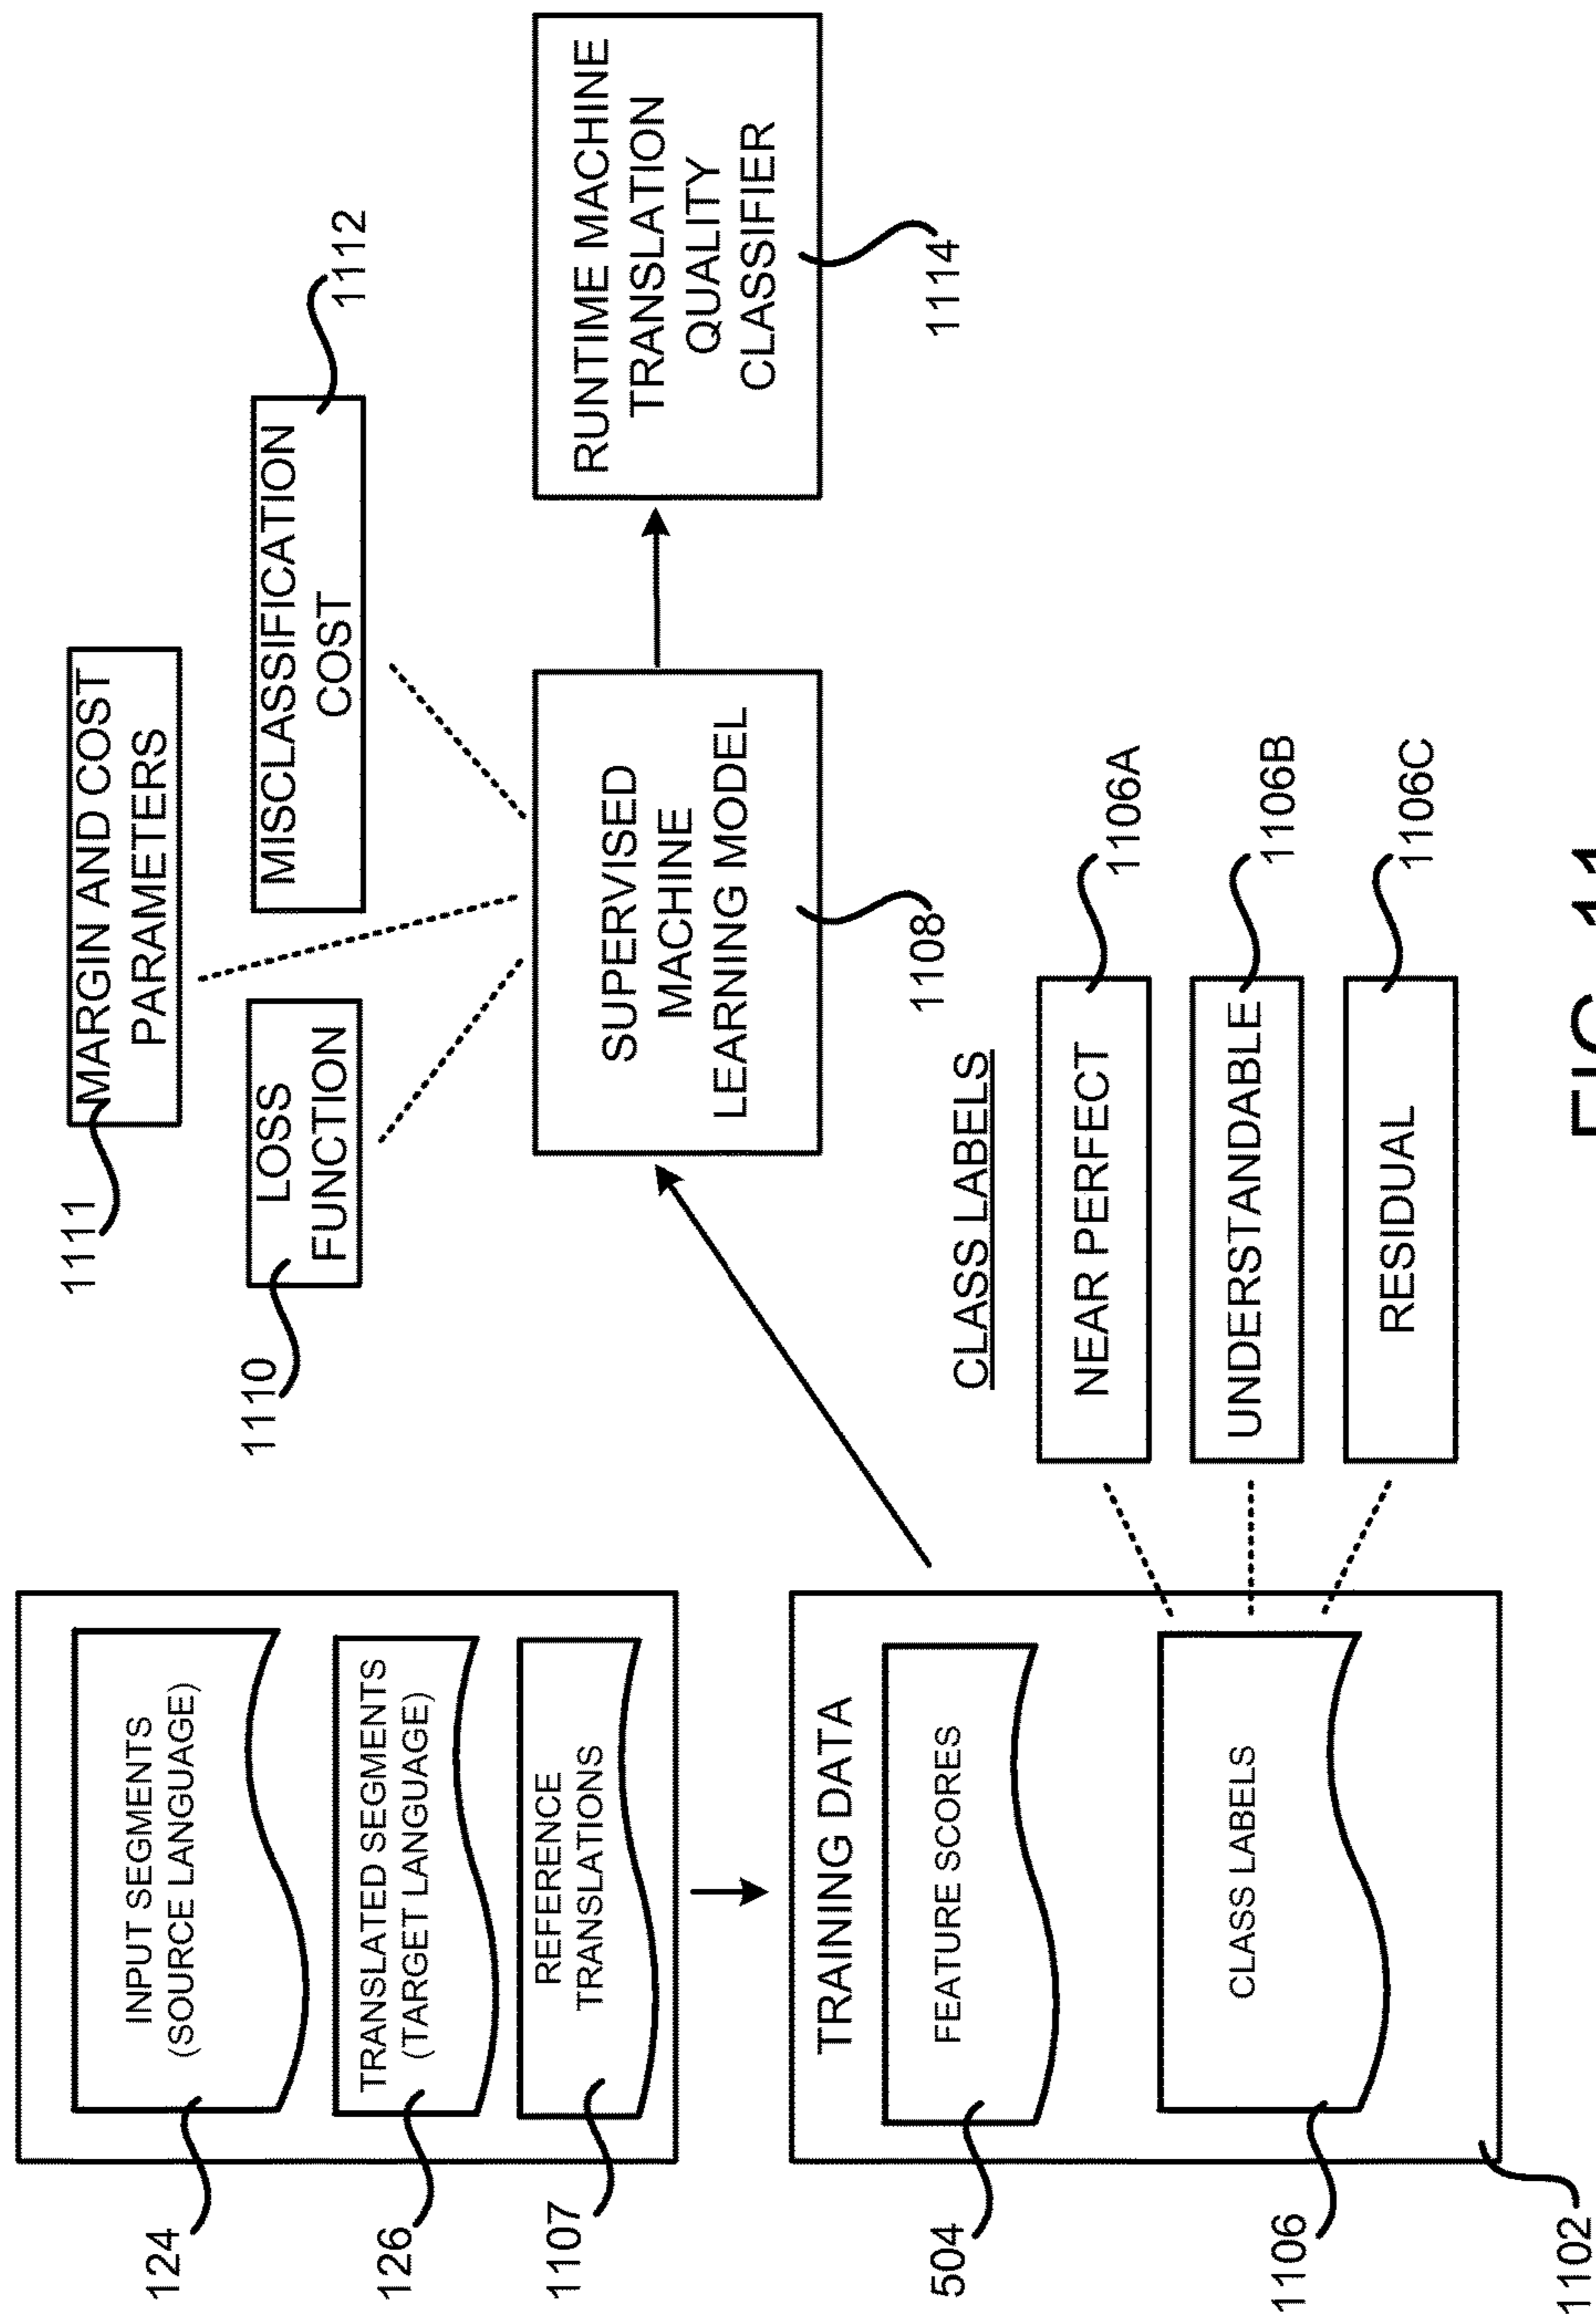 124
INPUT SEGMENTS
(SOURCE LANGUAGE)
126
TRANSLATED SEGMENTS
(TARGET LANGUAGE)
1107
REFERENCE
TRANSLATIONS
TRAINING DATA
504
FEATURE SCORES
1106
CLASS LABELS
1102
1111
MARGIN AND COST
PARAMETERS
1110
LOSS
FUNCTION
MISCLASSIFICATION
COST
1112
SUPERVISED
MACHINE
LEARNING MODEL
1108
RUNTIME MACHINE
TRANSLATION
QUALITY
CLASSIFIER
1114
CLASS LABELS
NEAR PERFECT
1106A
UNDERSTANDABLE
1106B
RESIDUAL
1106C
FIG. 11